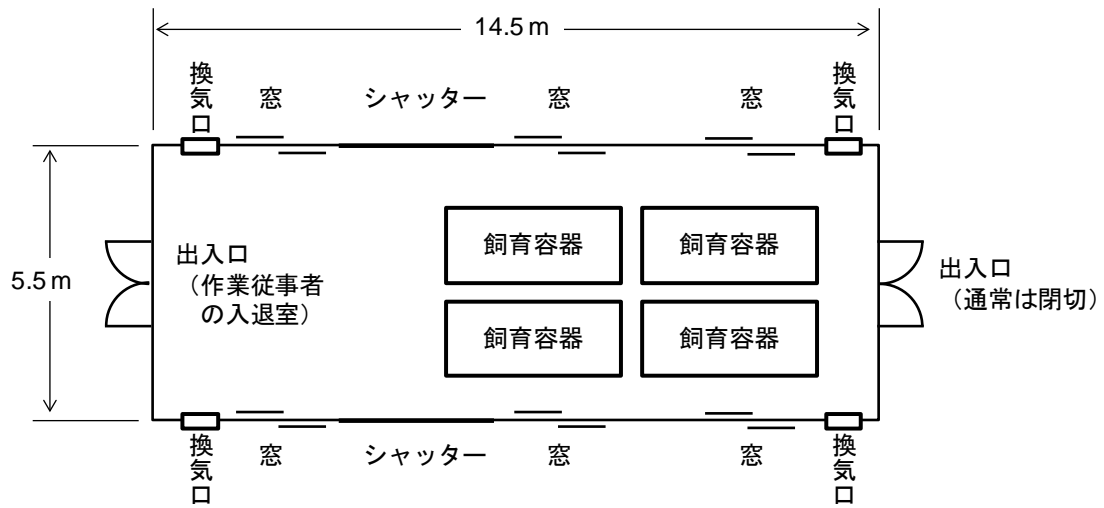 14.5 m
換気口
窓
シャッター
窓
窓
換気口
5.5 m
出入口
（作業従事者
の入退室）
飼育容器
飼育容器
飼育容器
飼育容器
出入口
（通常は閉切）
換気口
窓
シャッター
窓
窓
換気口